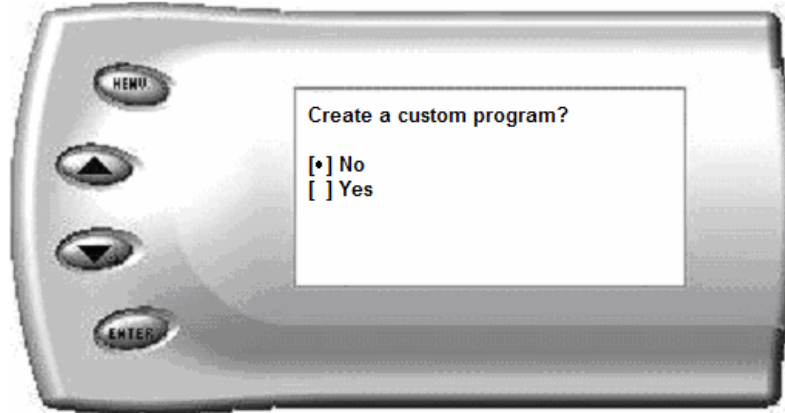 MENU
Create a custom program?
[•] No
[ ] Yes
ENTER